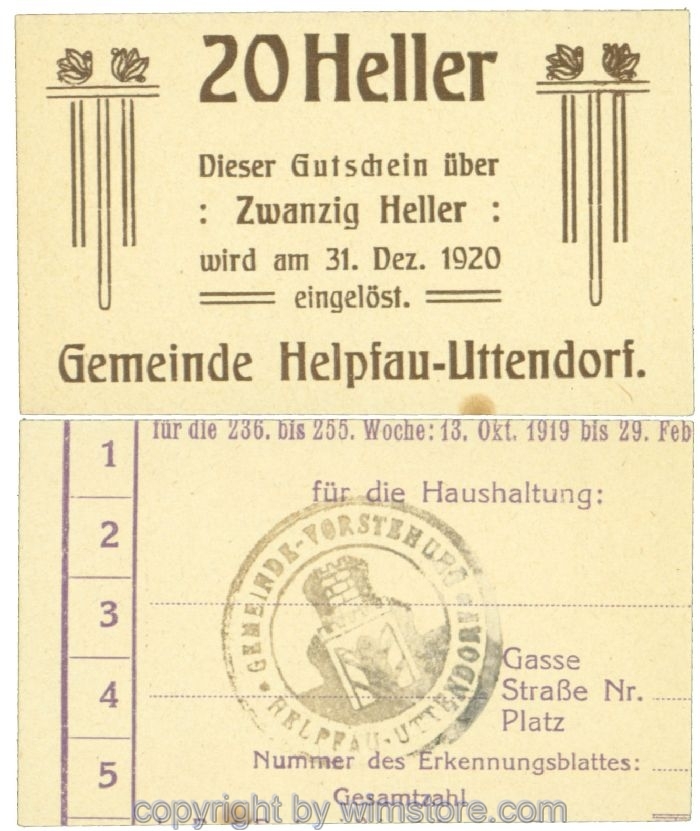 20 Heller
Dieser Gutschein über
: Zwanzig Heller :
wird am 31. Dez. 1920
eingelöst.
Gemeinde Helpfau-Uttendorf.
für die 236. bis 255. Woche: 13. Okt. 1919 bis 29. Feb
1
für die Haushaltung:
2
GEMEINDE-VORSTEHUNG
HELPFAU-UTTENDORF
3
Gasse
4 Straße Nr.
Platz
Nummer des Erkennungsblattes:
5
Gesamtzahl
copyright by wimstore.com